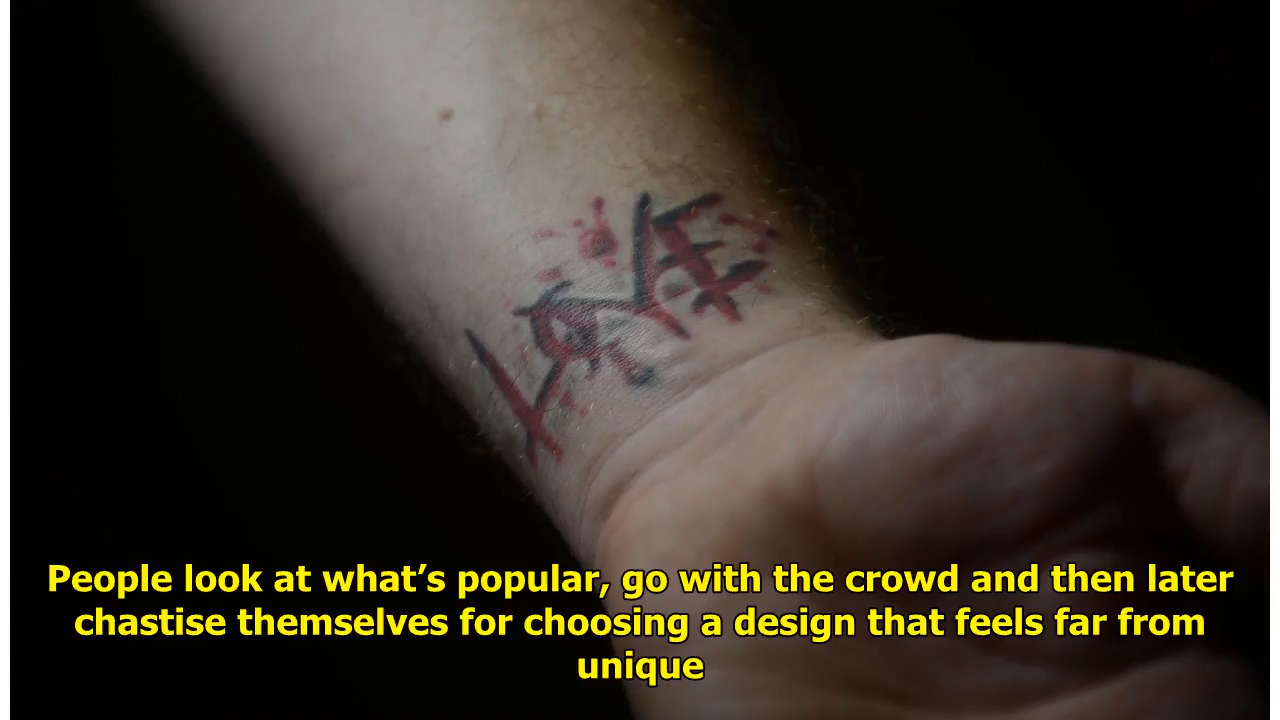 LOVE
People look at what’s popular, go with the crowd and then later
chastise themselves for choosing a design that feels far from
unique